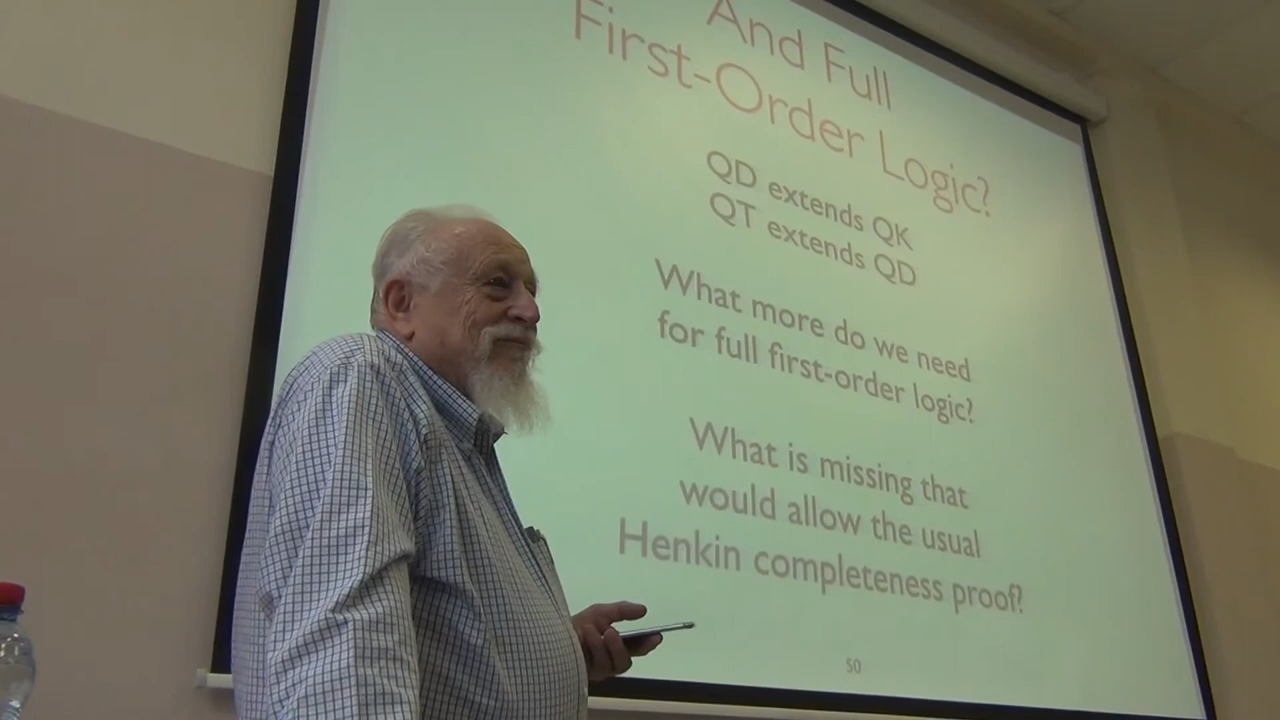 And Full
First-Order Logic?
QD extends QK
QT extends QD
What more do we need
for full first-order logic?
What is missing that
would allow the usual
Henkin completeness proof?
50